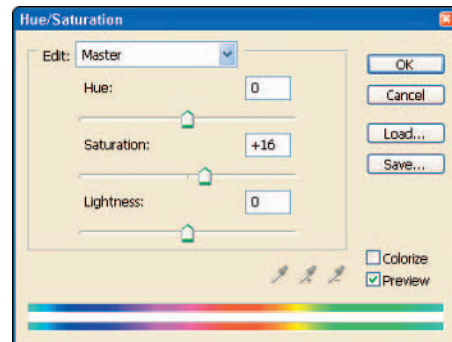 Hue/Saturation
Edit: Master
OK
Hue: 0
Cancel
Load...
Saturation: +16
Save...
Lightness: 0
Colorize
Preview